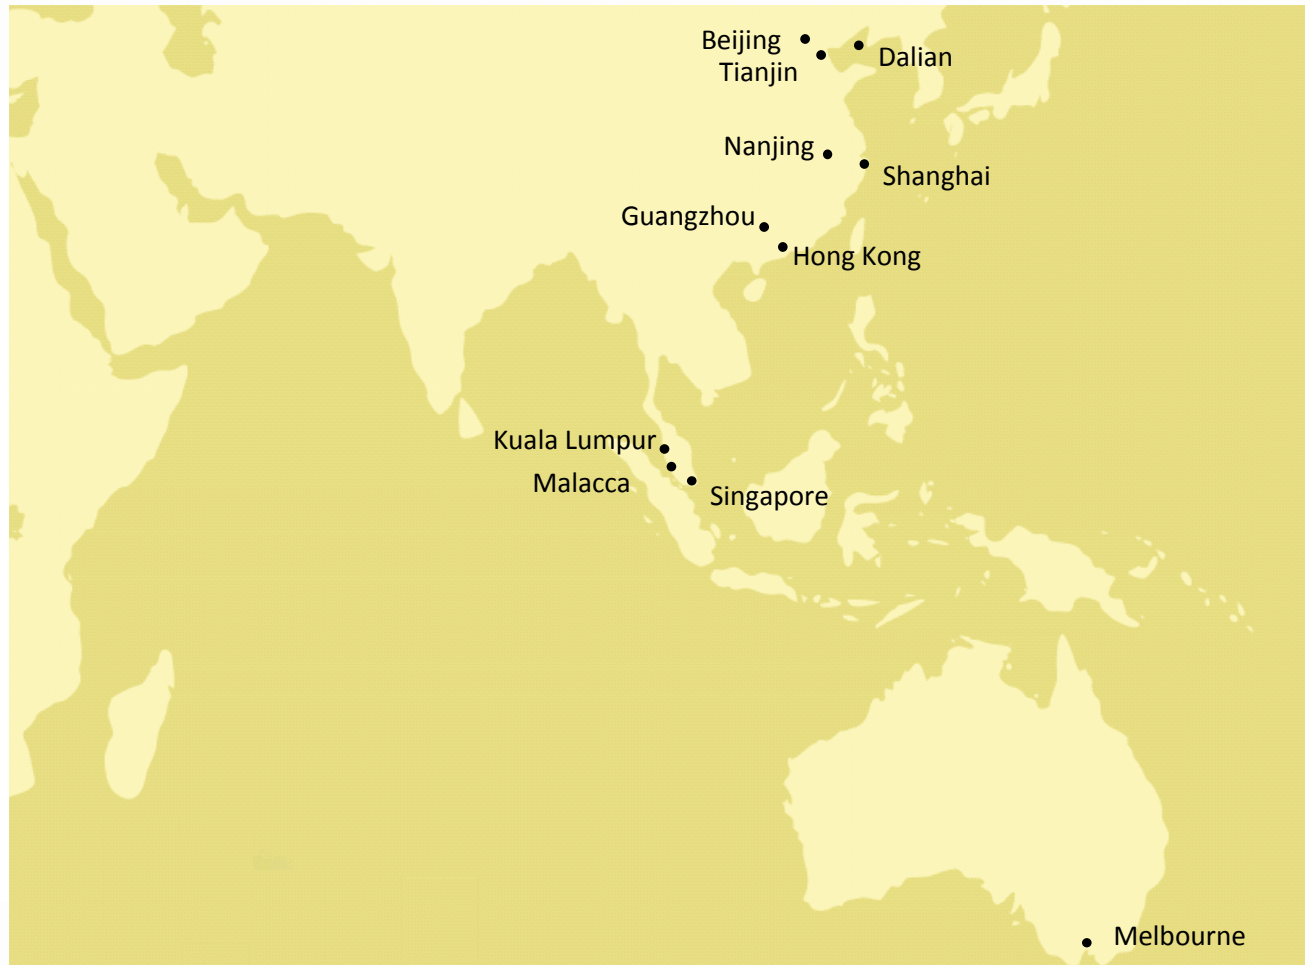 Beijing
Dalian
Tianjin
Nanjing
Shanghai
Guangzhou
Hong Kong
Kuala Lumpur
Malacca
Singapore
Melbourne